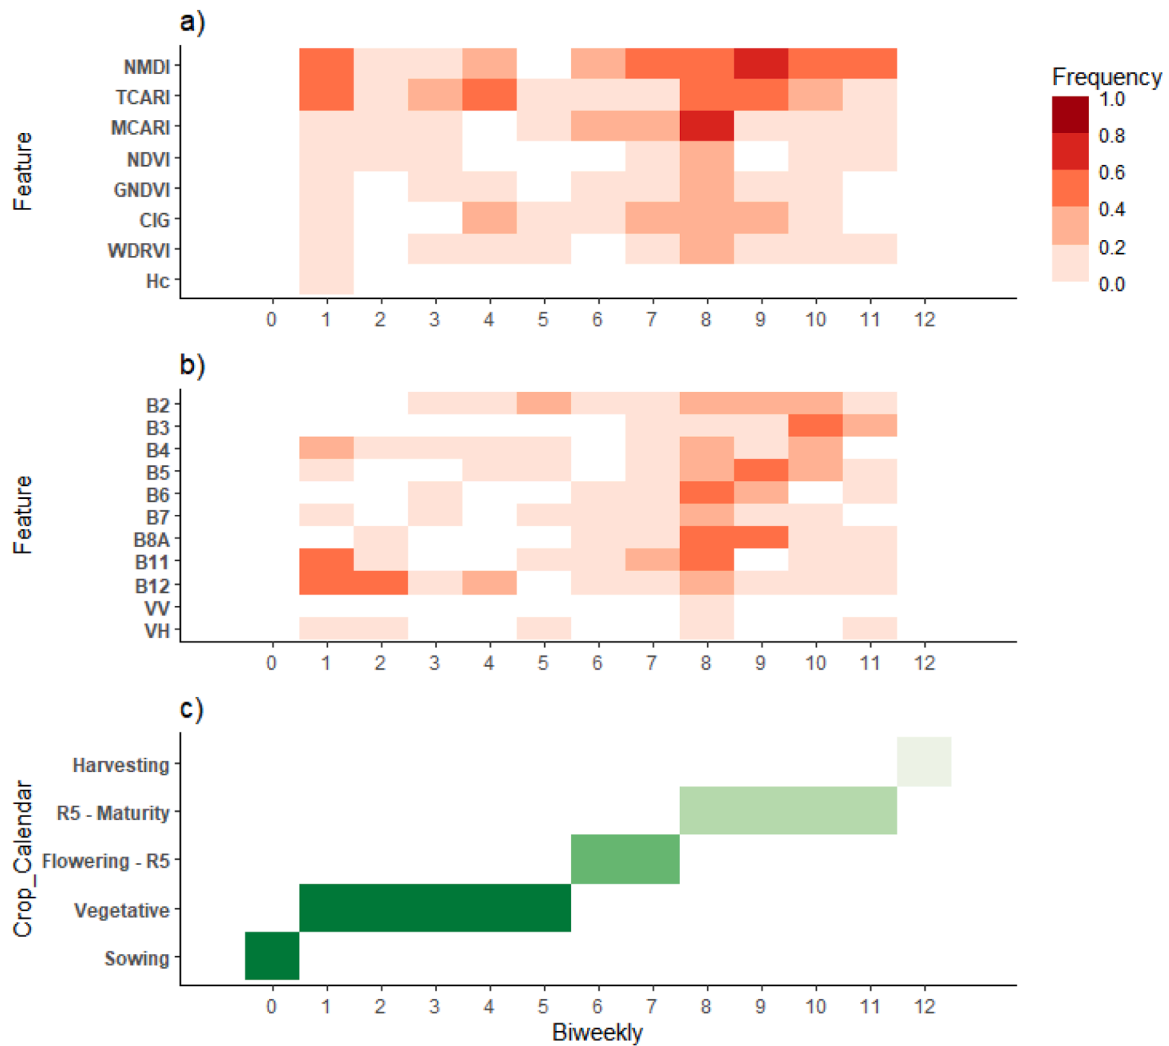 a)
Feature
NMDI
TCARI
MCARI
NDVI
GNDVI
CIG
WDRVI
Hc
0 1 2 3 4 5 6 7 8 9 10 11 12
Frequency
1.0
0.8
0.6
0.4
0.2
0.0
b)
Feature
B2
B3
B4
B5
B6
B7
B8A
B11
B12
VV
VH
0 1 2 3 4 5 6 7 8 9 10 11 12
c)
Crop_Calendar
Harvesting
R5 - Maturity
Flowering - R5
Vegetative
Sowing
0 1 2 3 4 5 6 7 8 9 10 11 12
Biweekly